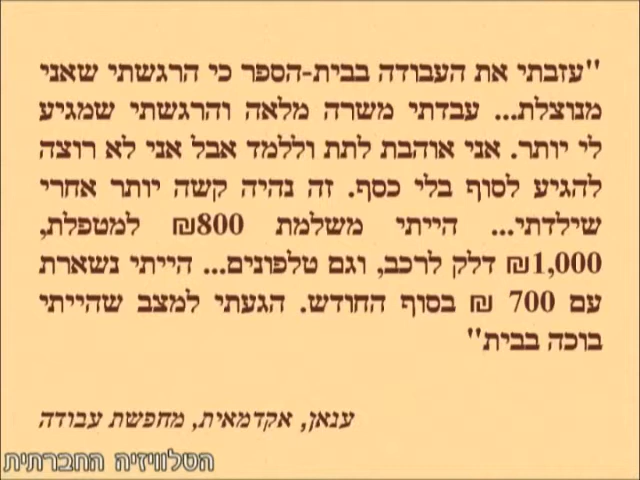 "עזבתי את העבודה בבית-הספר כי הרגשתי שאני
מנוצלת... עבדתי משרה מלאה והרגשתי שמגיע
לי יותר. אני אוהבת לתת וללמד אבל אני לא רוצה
להגיע לסוף בלי כסף. זה נהיה קשה יותר אחרי
שילדתי... הייתי משלמת 800₪ למטפלת,
1,000₪ דלק לרכב, וגם טלפונים... הייתי נשארת
עם 700 ₪ בסוף החודש. הגעתי למצב שהייתי
בוכה בבית"
ענאן, אקדמאית, מחפשת עבודה
הטלוויזיה החברתית